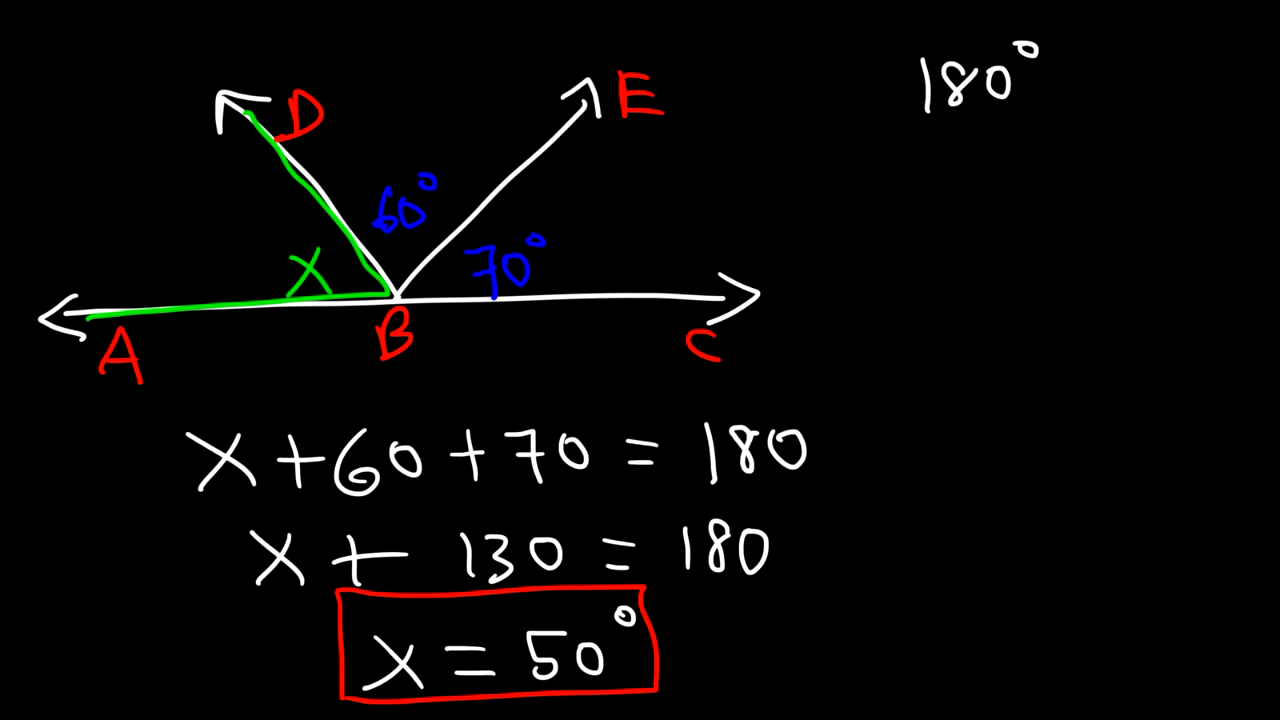 180°
D
E
60°
X
70°
A
B
C
x + 60 + 70 = 180
x + 130 = 180
x = 50°